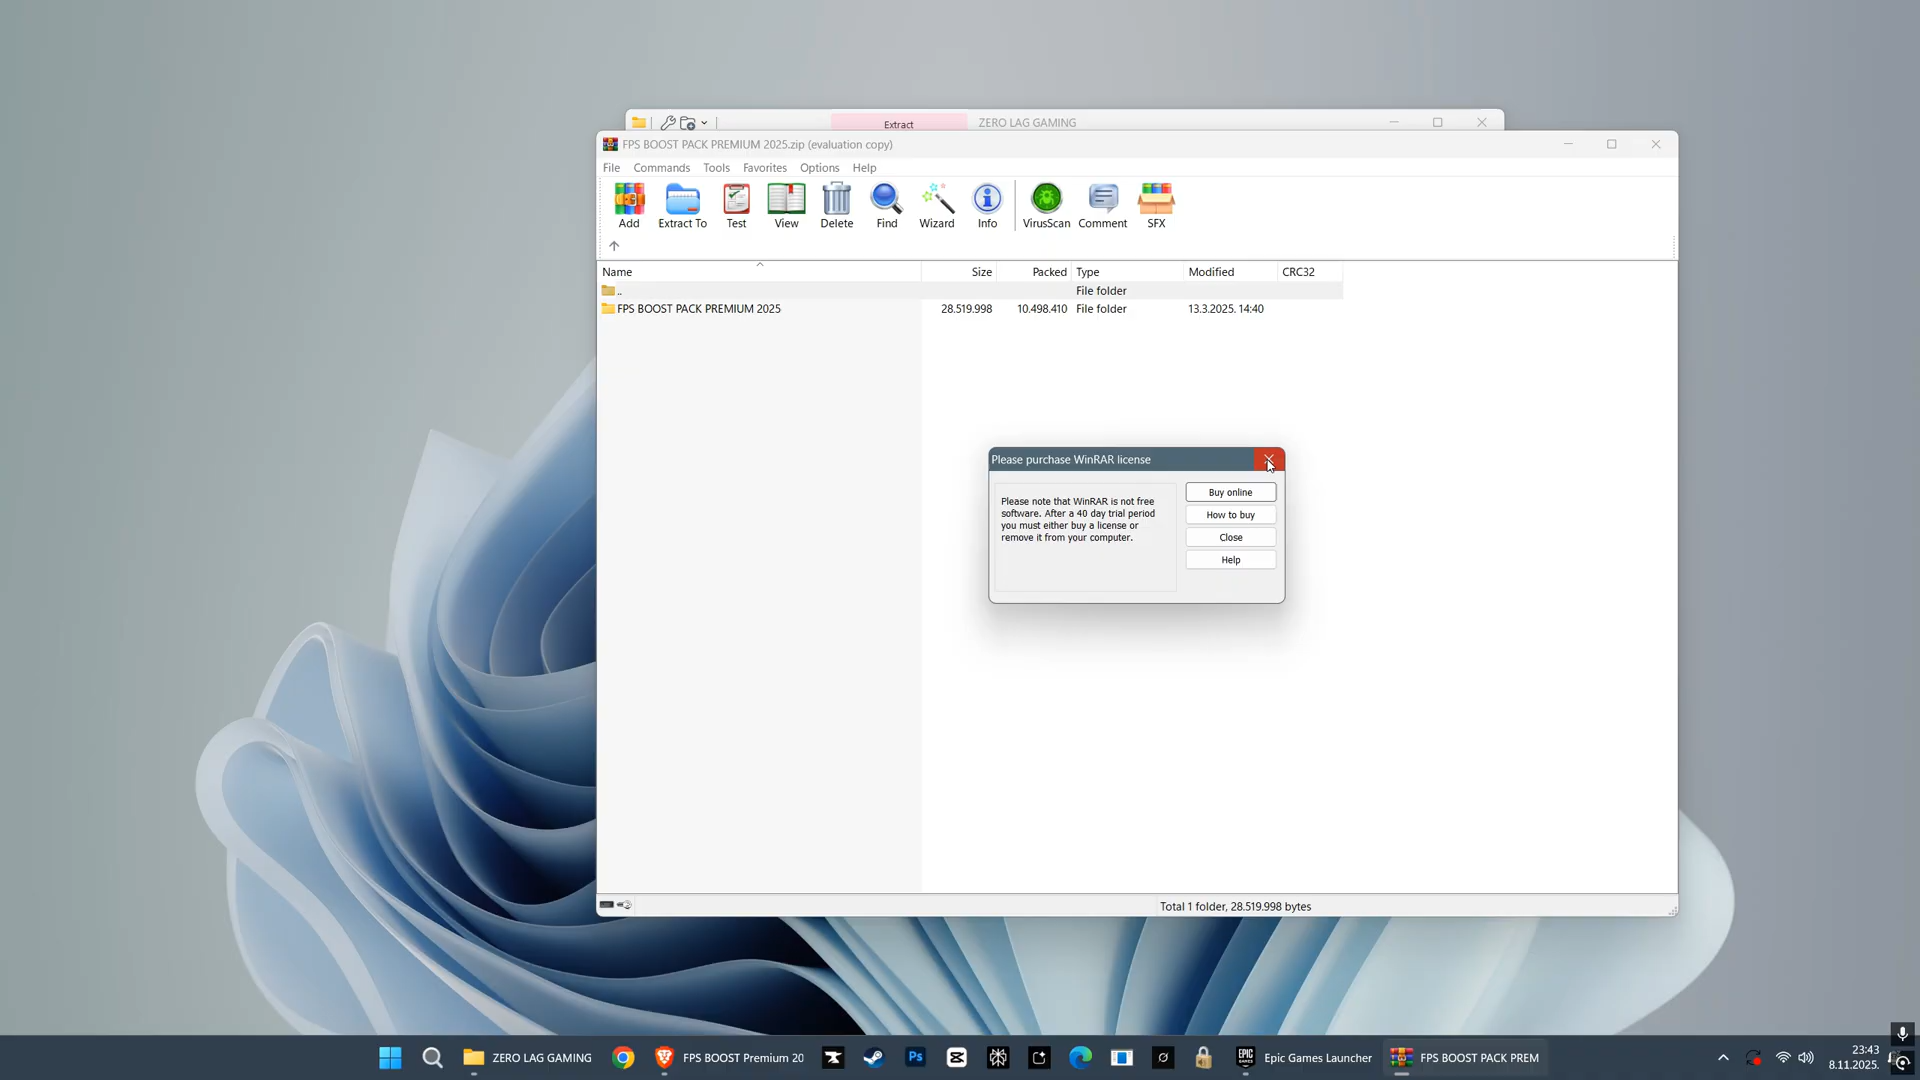 Extract
ZERO LAG GAMING
FPS BOOST PACK PREMIUM 2025.zip (evaluation copy)
File Commands Tools Favorites Options Help
Add Extract To Test View Delete Find Wizard Info VirusScan Comment SFX
Name Size Packed Type Modified CRC32
.. File folder
FPS BOOST PACK PREMIUM 2025 28.519.998 10.498.410 File folder 13.3.2025. 14:40
Please purchase WinRAR license
Please note that WinRAR is not free
software. After a 40 day trial period
you must either buy a license or
remove it from your computer.
Buy online
How to buy
Close
Help
Total 1 folder, 28.519.998 bytes
ZERO LAG GAMING
FPS BOOST Premium 20
Ps
EPIC GAMES
Epic Games Launcher
FPS BOOST PACK PREM
23:43
8.11.2025.